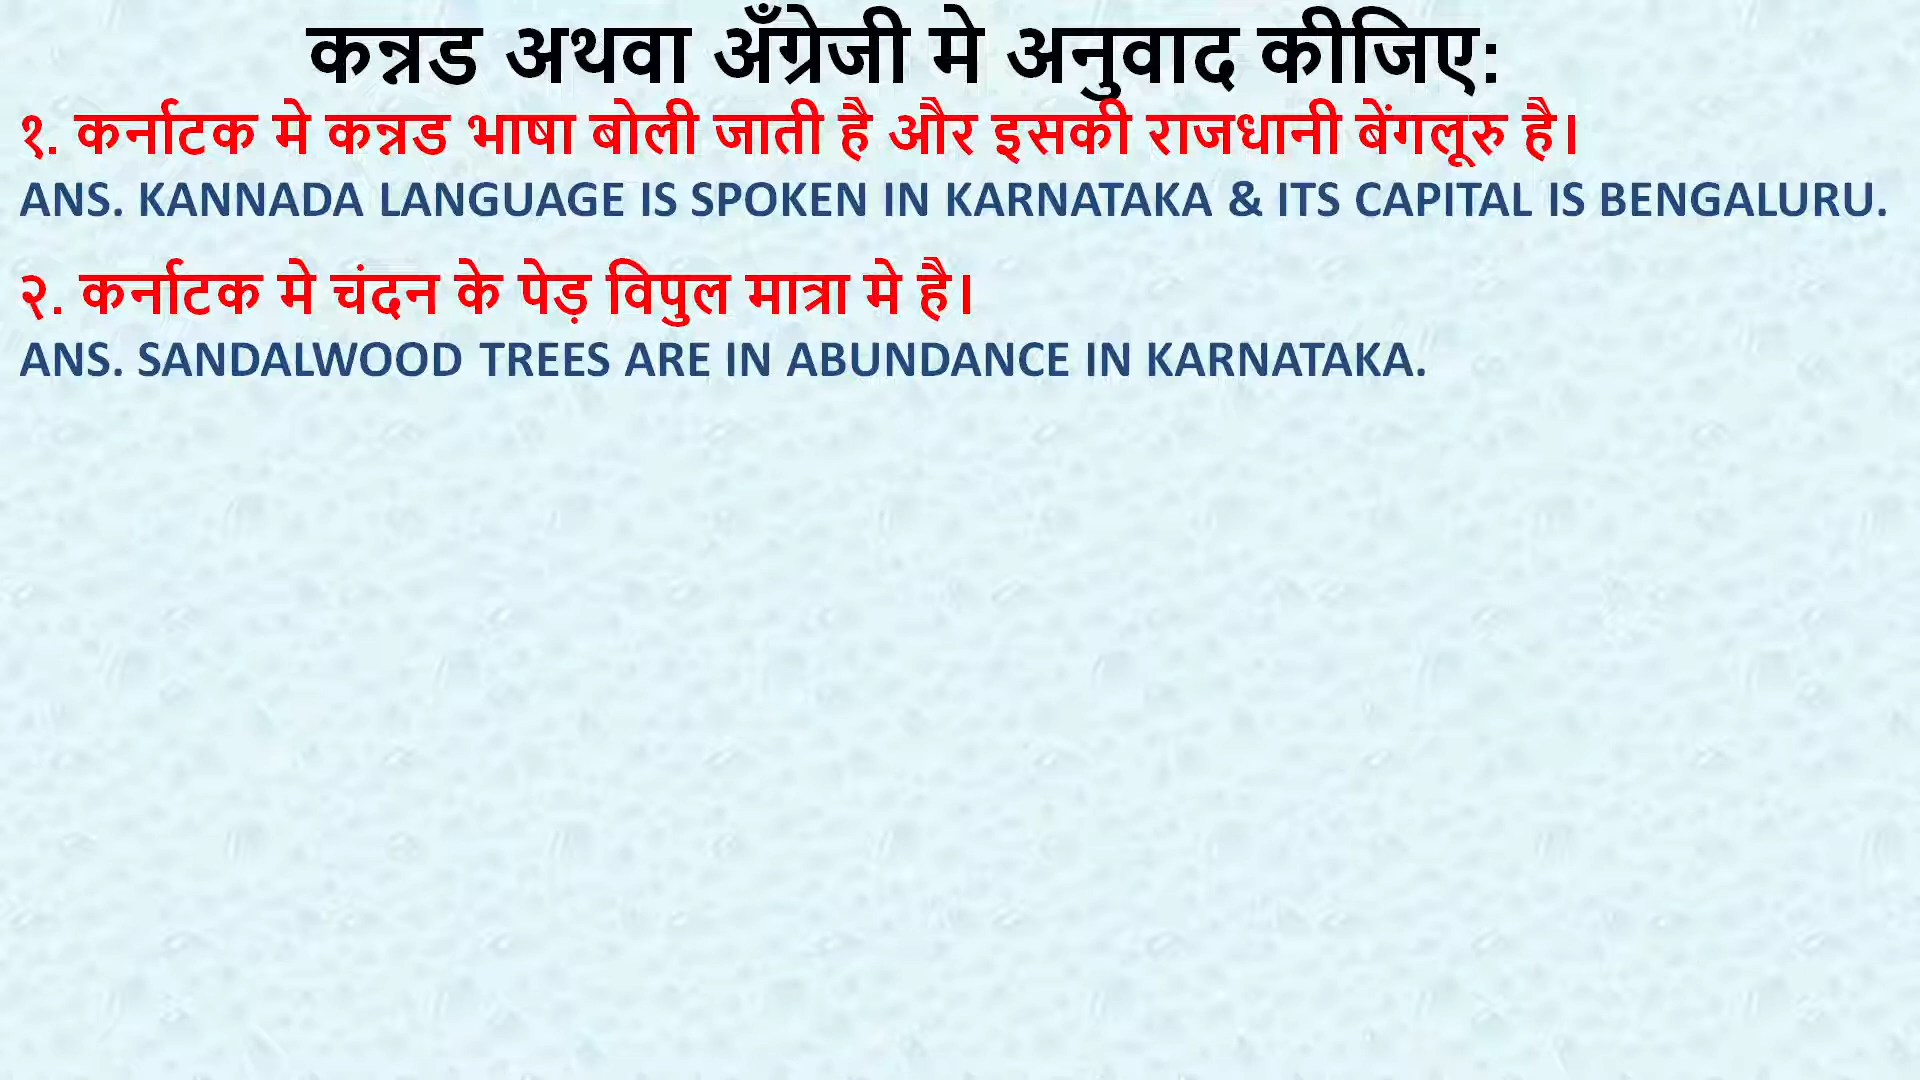 कन्नड अथवा अँग्रेजी मे अनुवाद कीजिए:
१. कर्नाटक मे कन्नड भाषा बोली जाती है और इसकी राजधानी बेंगलूरु है।
ANS. KANNADA LANGUAGE IS SPOKEN IN KARNATAKA & ITS CAPITAL IS BENGALURU.
२. कर्नाटक मे चंदन के पेड़ विपुल मात्रा मे है।
ANS. SANDALWOOD TREES ARE IN ABUNDANCE IN KARNATAKA.